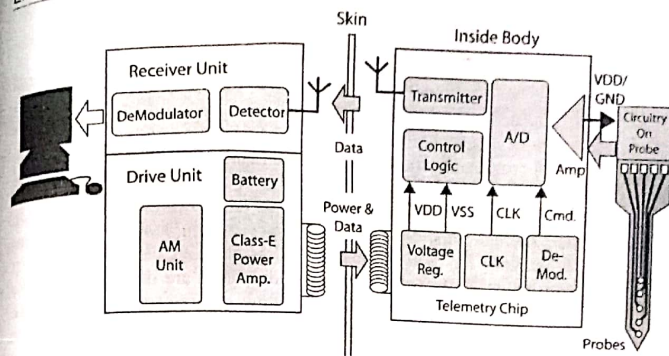 Skin
Inside Body
Receiver Unit
DeModulator
Detector
Data
Drive Unit
Battery
AM
Unit
Class-E
Power
Amp.
Power &
Data
Transmitter
Control
Logic
A/D
Amp
VDD/
GND
Circuitry
On
Probe
VDD
VSS
CLK
Cmd.
Voltage
Reg.
CLK
De-
Mod.
Telemetry Chip
Probes